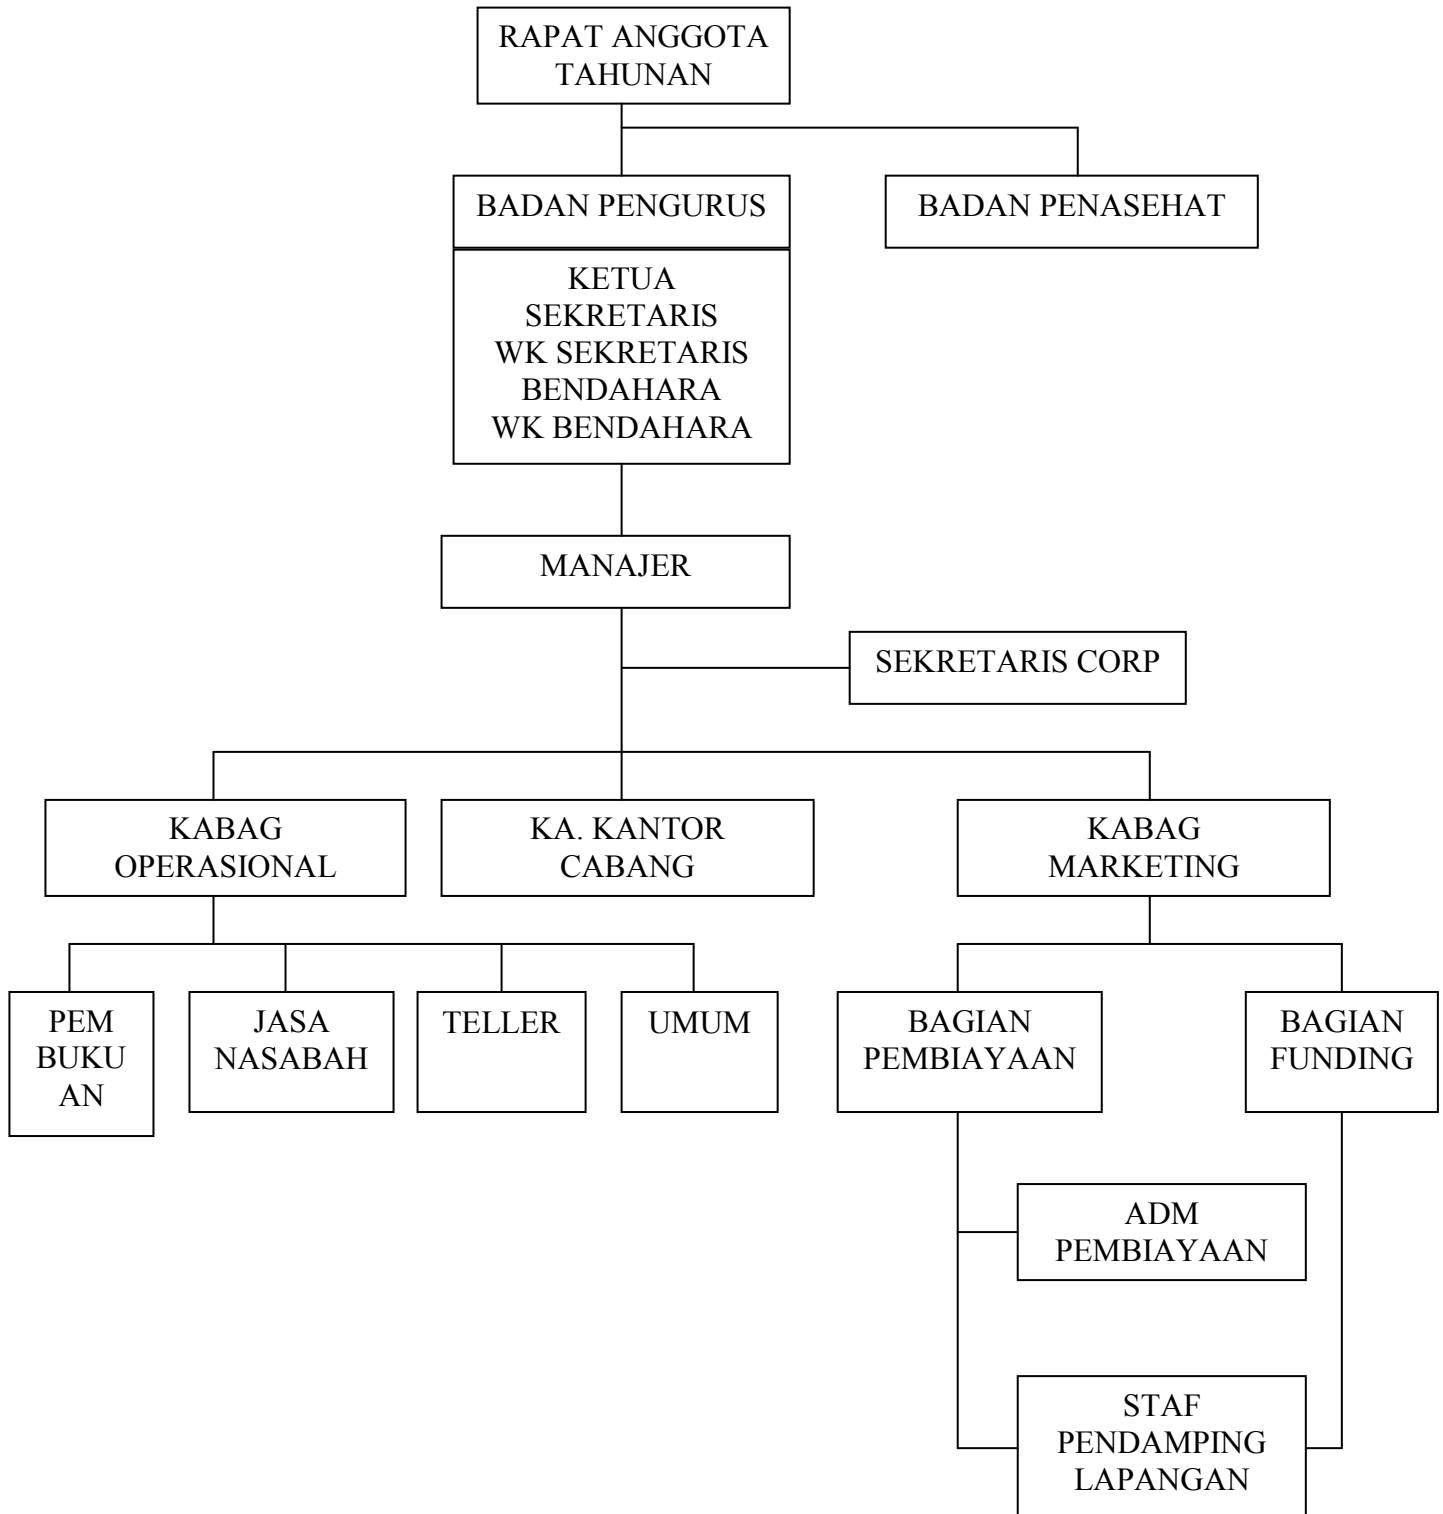 RAPAT ANGGOTA
TAHUNAN
BADAN PENGURUS
BADAN PENASEHAT
KETUA
SEKRETARIS
WK SEKRETARIS
BENDAHARA
WK BENDAHARA
MANAJER
SEKRETARIS CORP
KABAG
OPERASIONAL
KA. KANTOR
CABANG
KABAG
MARKETING
PEM
BUKU
AN
JASA
NASABAH
TELLER
UMUM
BAGIAN
PEMBIAYAAN
BAGIAN
FUNDING
ADM
PEMBIAYAAN
STAF
PENDAMPING
LAPANGAN